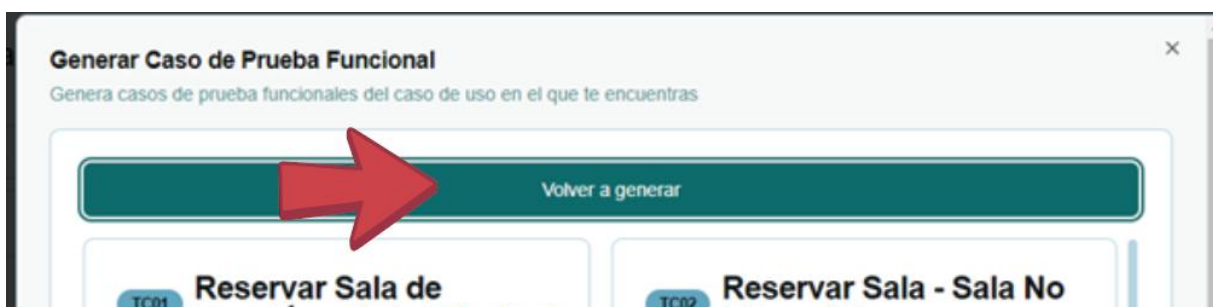 Generar Caso de Prueba Funcional
Genera casos de prueba funcionales del caso de uso en el que te encuentras
Volver a generar
TC01
Reservar Sala de
TC02
Reservar Sala - Sala No